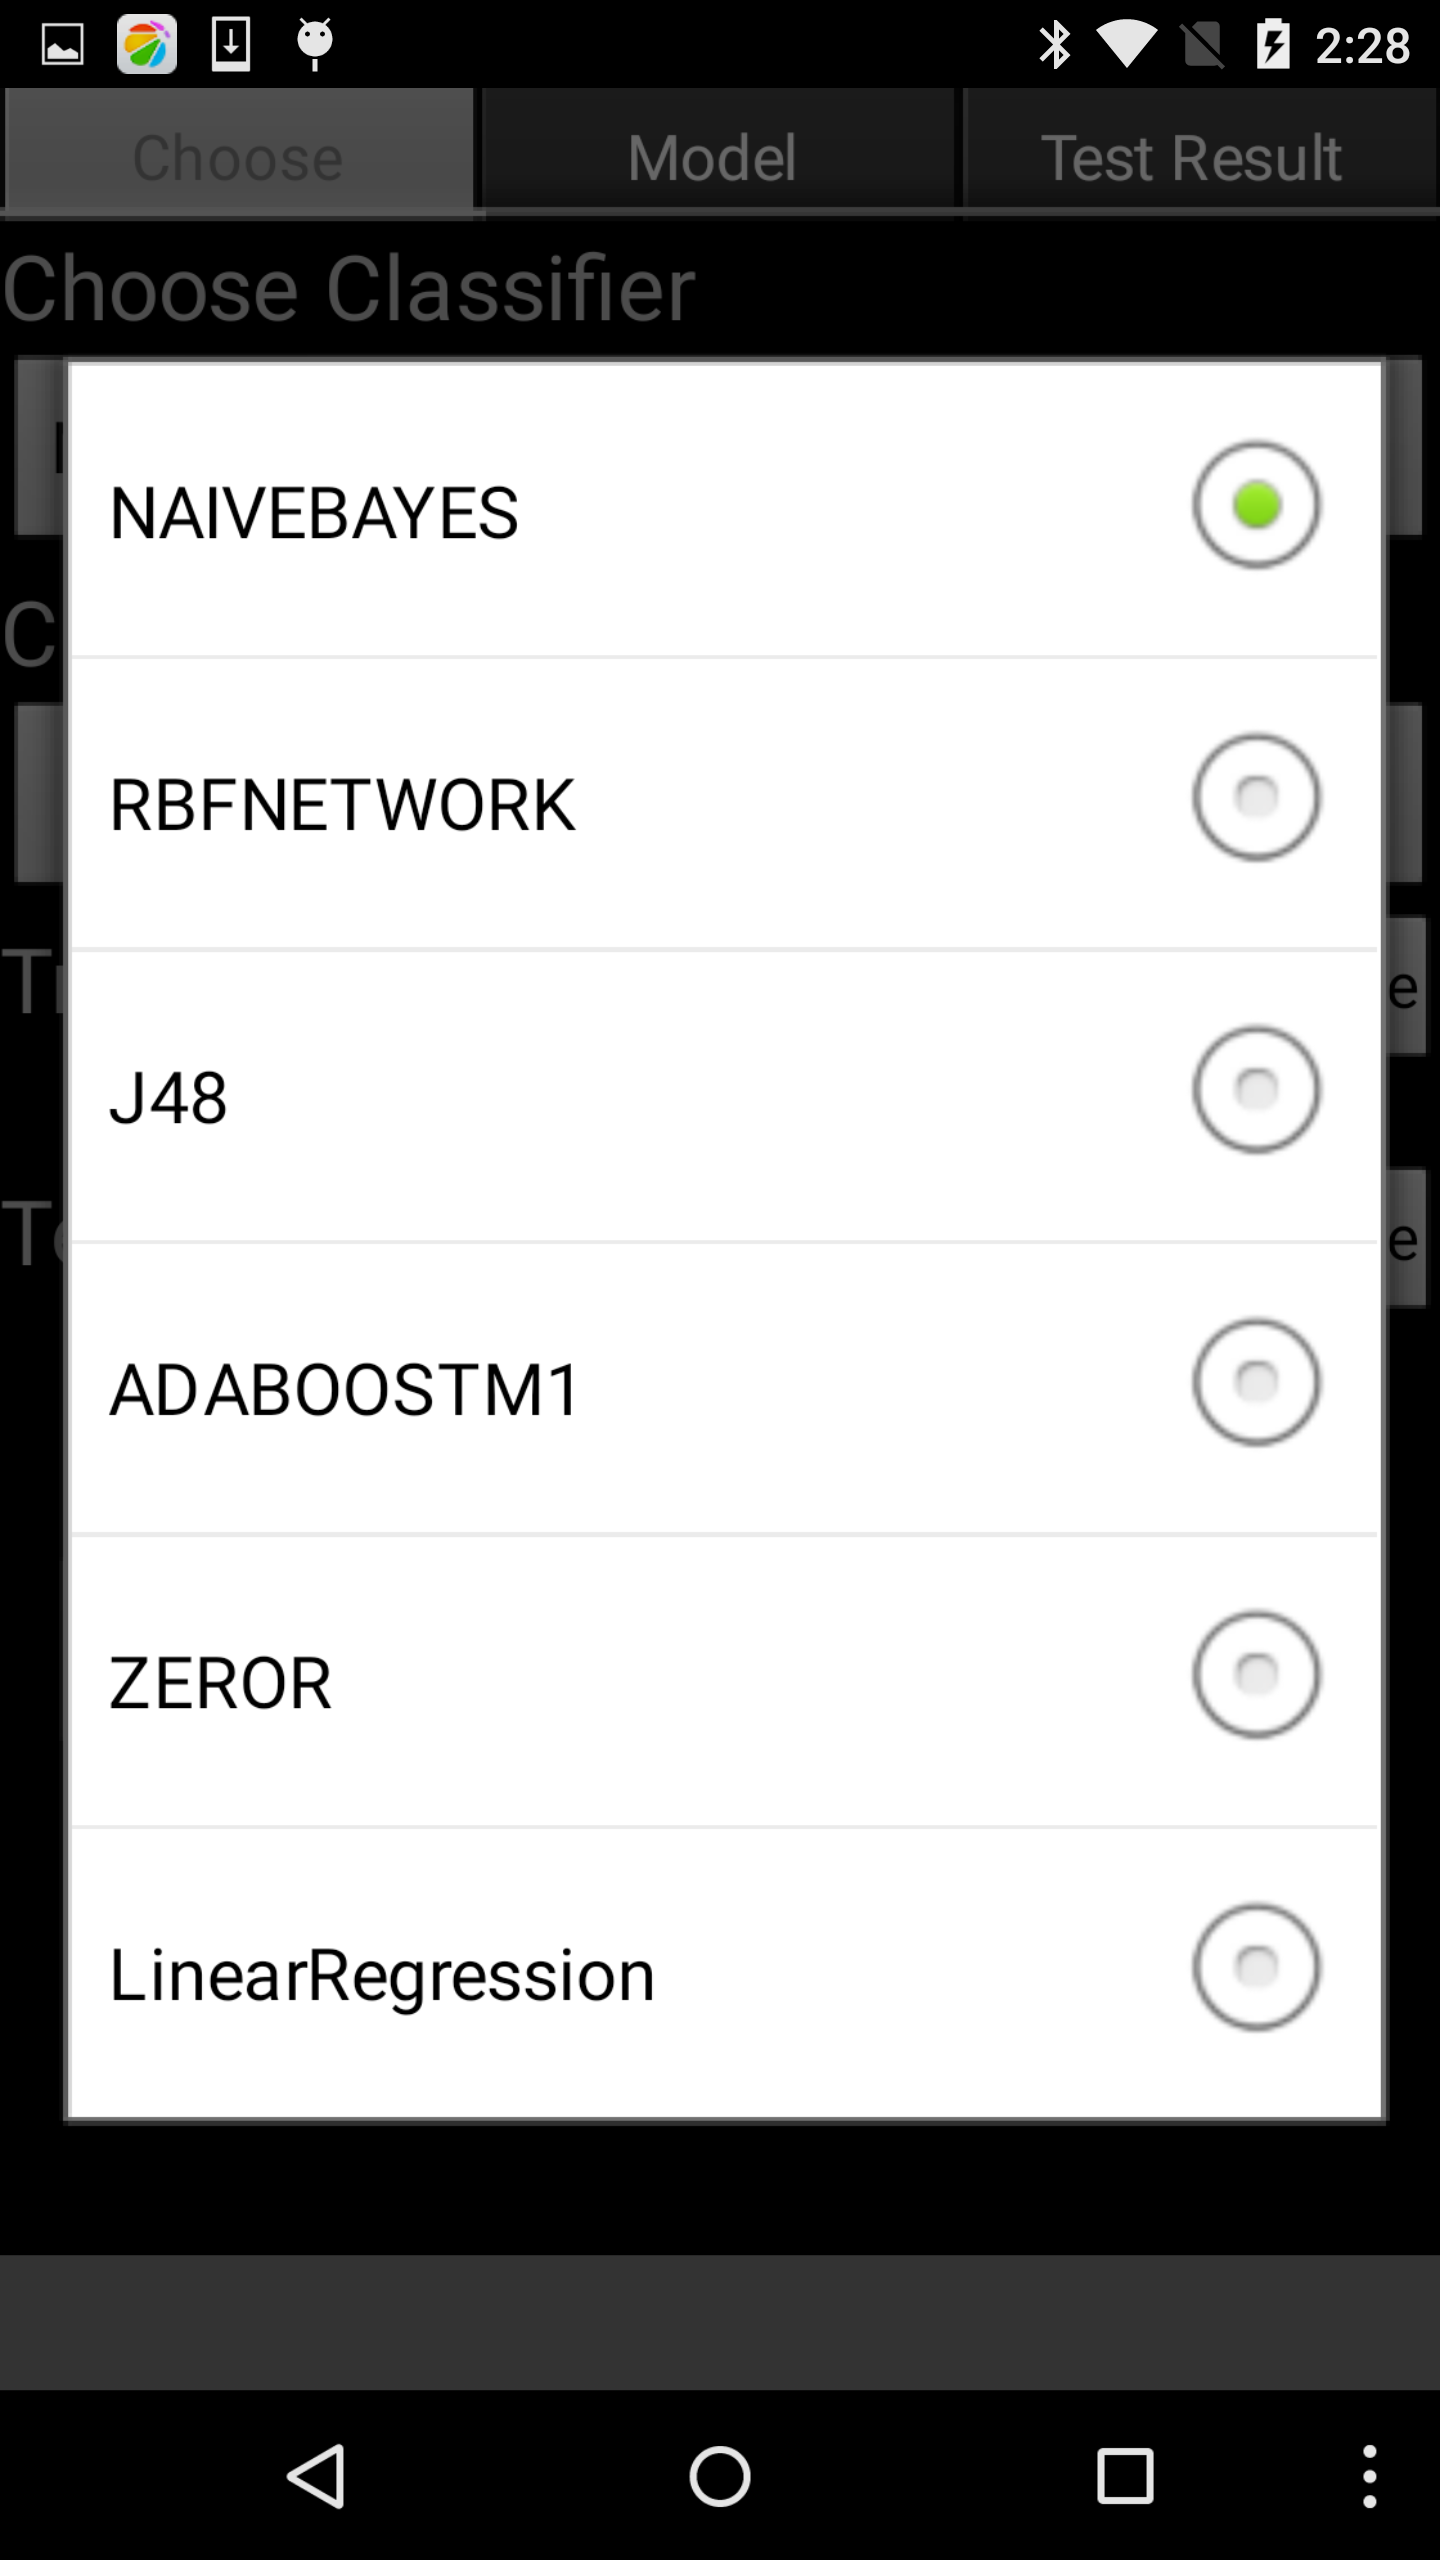 2:28
Choose
Model
Test Result
Choose Classifier
NAIVEBAYES
RBFNETWORK
J48
ADABOOSTM1
ZEROR
LinearRegression